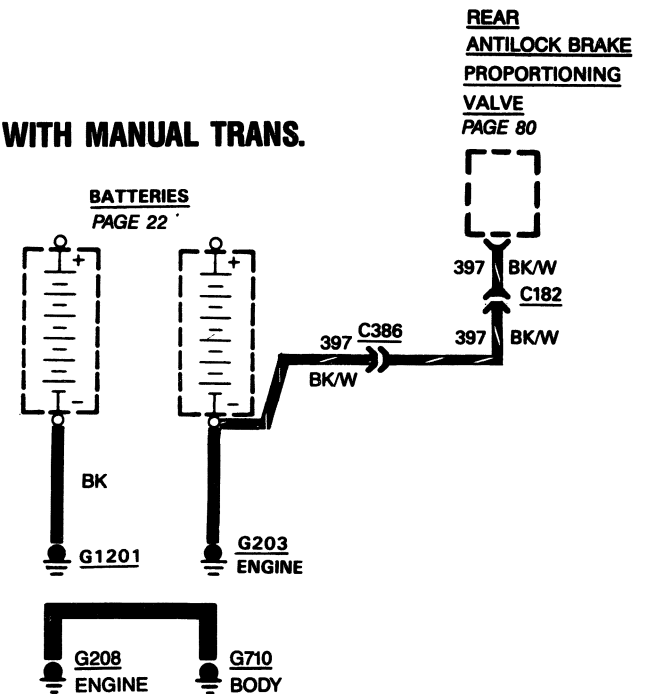 REAR
ANTILOCK BRAKE
PROPORTIONING
VALVE
PAGE 80
WITH MANUAL TRANS.
BATTERIES
PAGE 22
+
+
397 BK/W
C182
397 BK/W
397 C386
BK/W
-
-
BK
G1201
G203
ENGINE
G208
ENGINE
G710
BODY